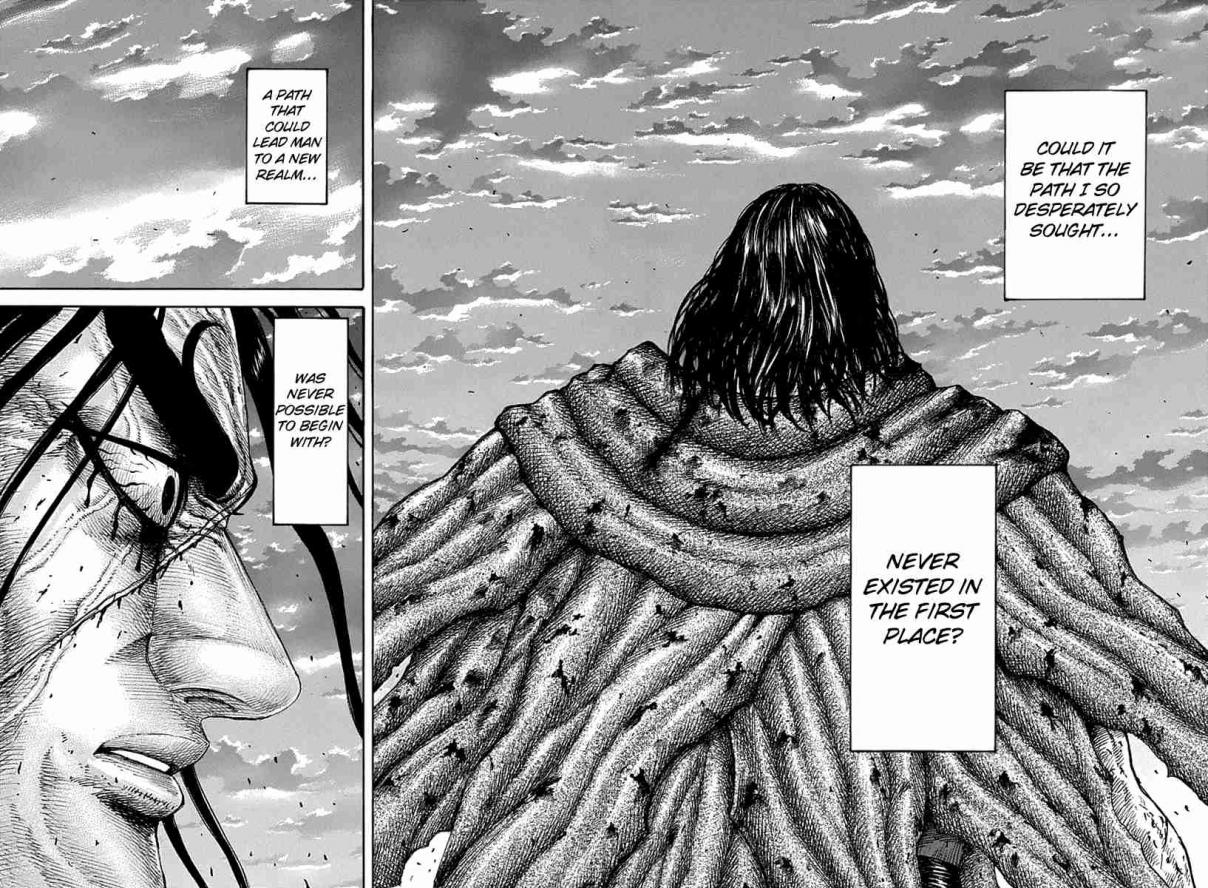 COULD IT
BE THAT THE
PATH I SO
DESPERATELY
SOUGHT...
NEVER
EXISTED IN
THE FIRST
PLACE?
A PATH
THAT
COULD
LEAD MAN
TO A NEW
REALM...
WAS
NEVER
POSSIBLE
TO BEGIN
WITH?